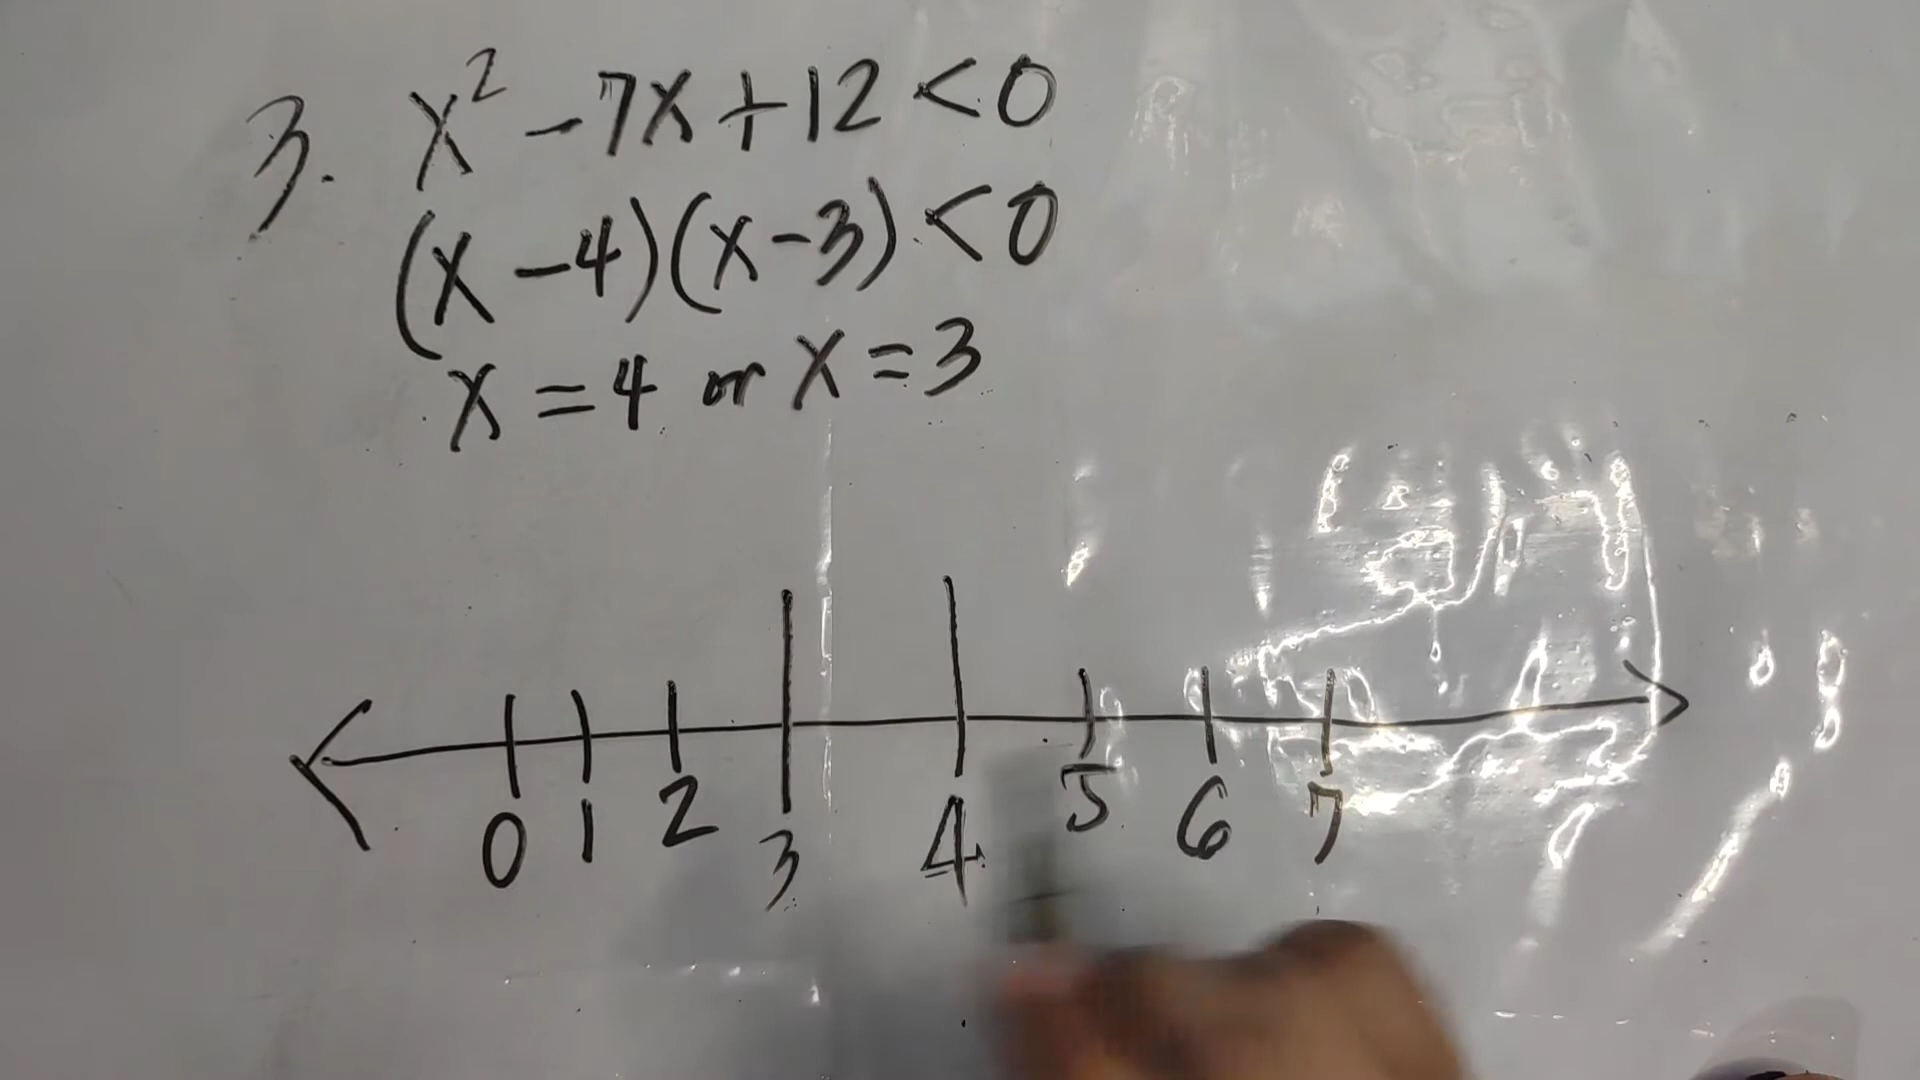 3. x² - 7x + 12 < 0
(x - 4)(x - 3) < 0
x = 4 or x = 3
0 1 2 3 4 5 6 7